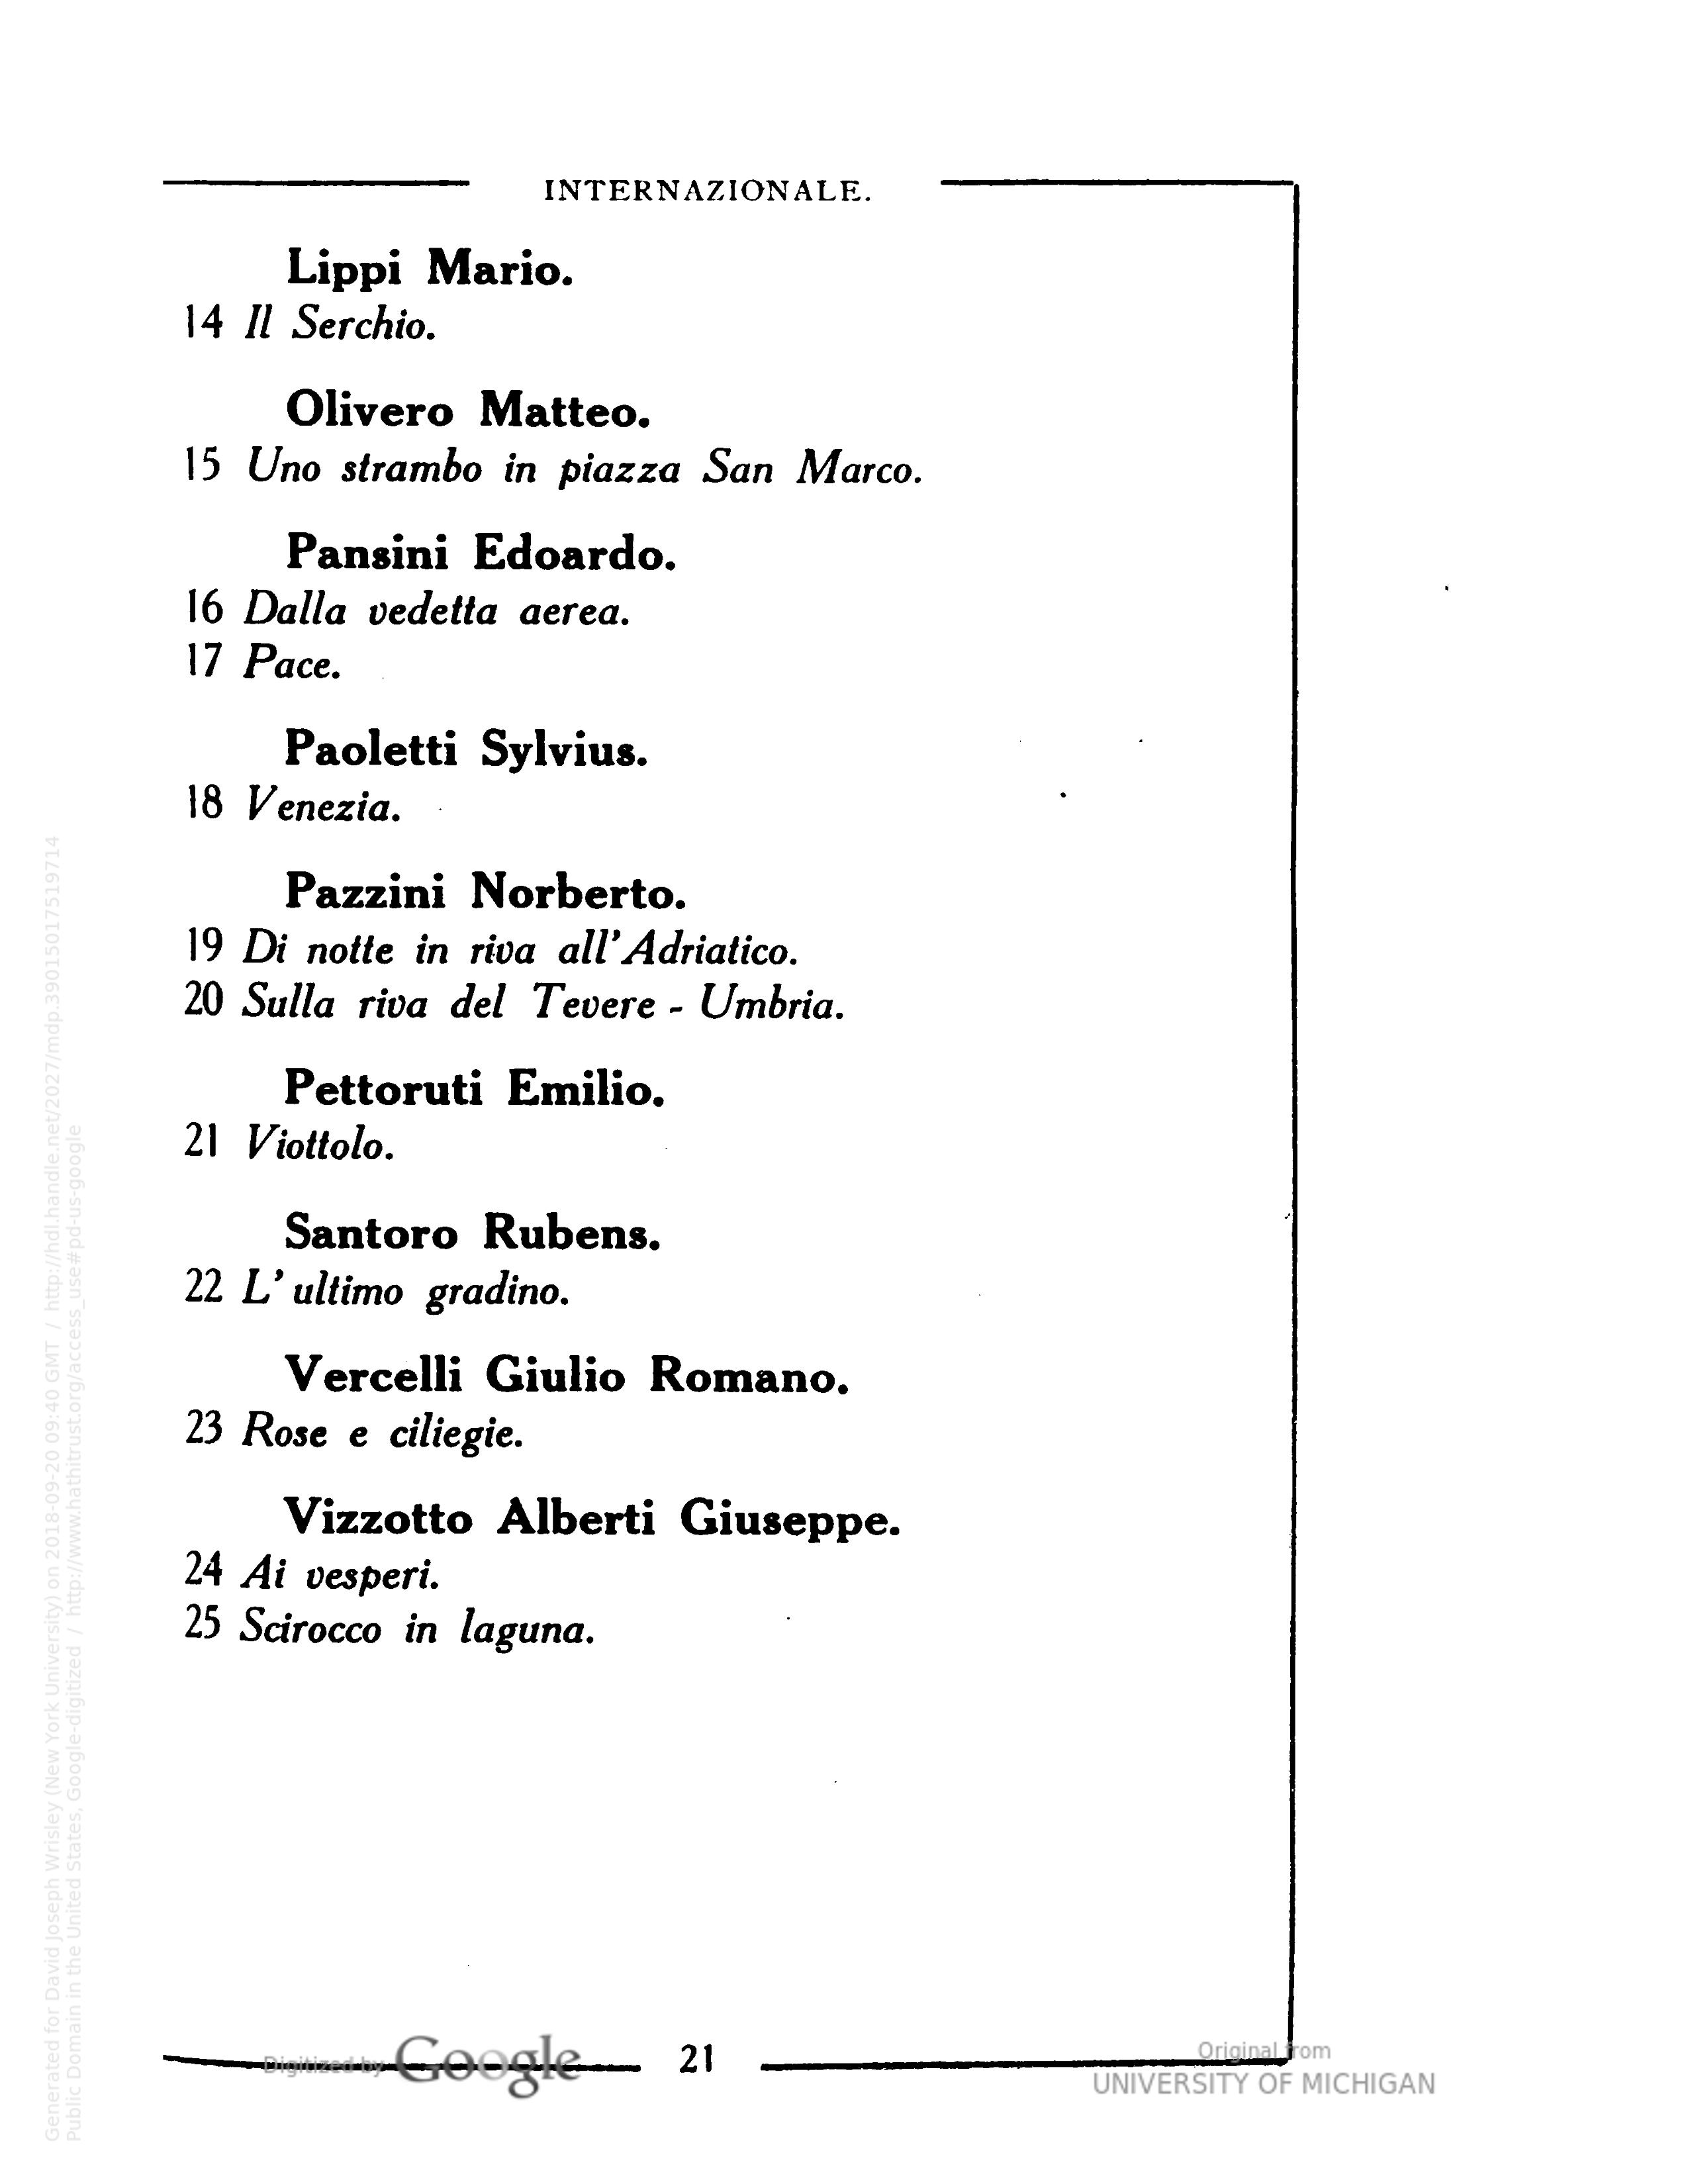 INTERNAZIONALE.
Lippi Mario.
14 Il Serchio.
Olivero Matteo.
15 Uno strambo in piazza San Marco.
Pansini Edoardo.
16 Dalla vedetta aerea.
17 Pace.
Paoletti Sylvius.
18 Venezia.
Pazzini Norberto.
19 Di notte in riva all'Adriatico.
20 Sulla riva del Tevere - Umbria.
Pettoruti Emilio.
21 Viottolo.
Santoro Rubens.
22 L' ultimo gradino.
Vercelli Giulio Romano.
23 Rose e ciliegie.
Vizzotto Alberti Giuseppe.
24 Ai vesperi.
25 Scirocco in laguna.
21
Digitized by Google
Original from
UNIVERSITY OF MICHIGAN
Generated for David Joseph Wrisley (New York University) on 2018-09-20 09:40 GMT / http://hdl.handle.net/2027/mdp.39015017519714
Public Domain in the United States, Google-digitized / http://www.hathitrust.org/access_use#pd-us-google